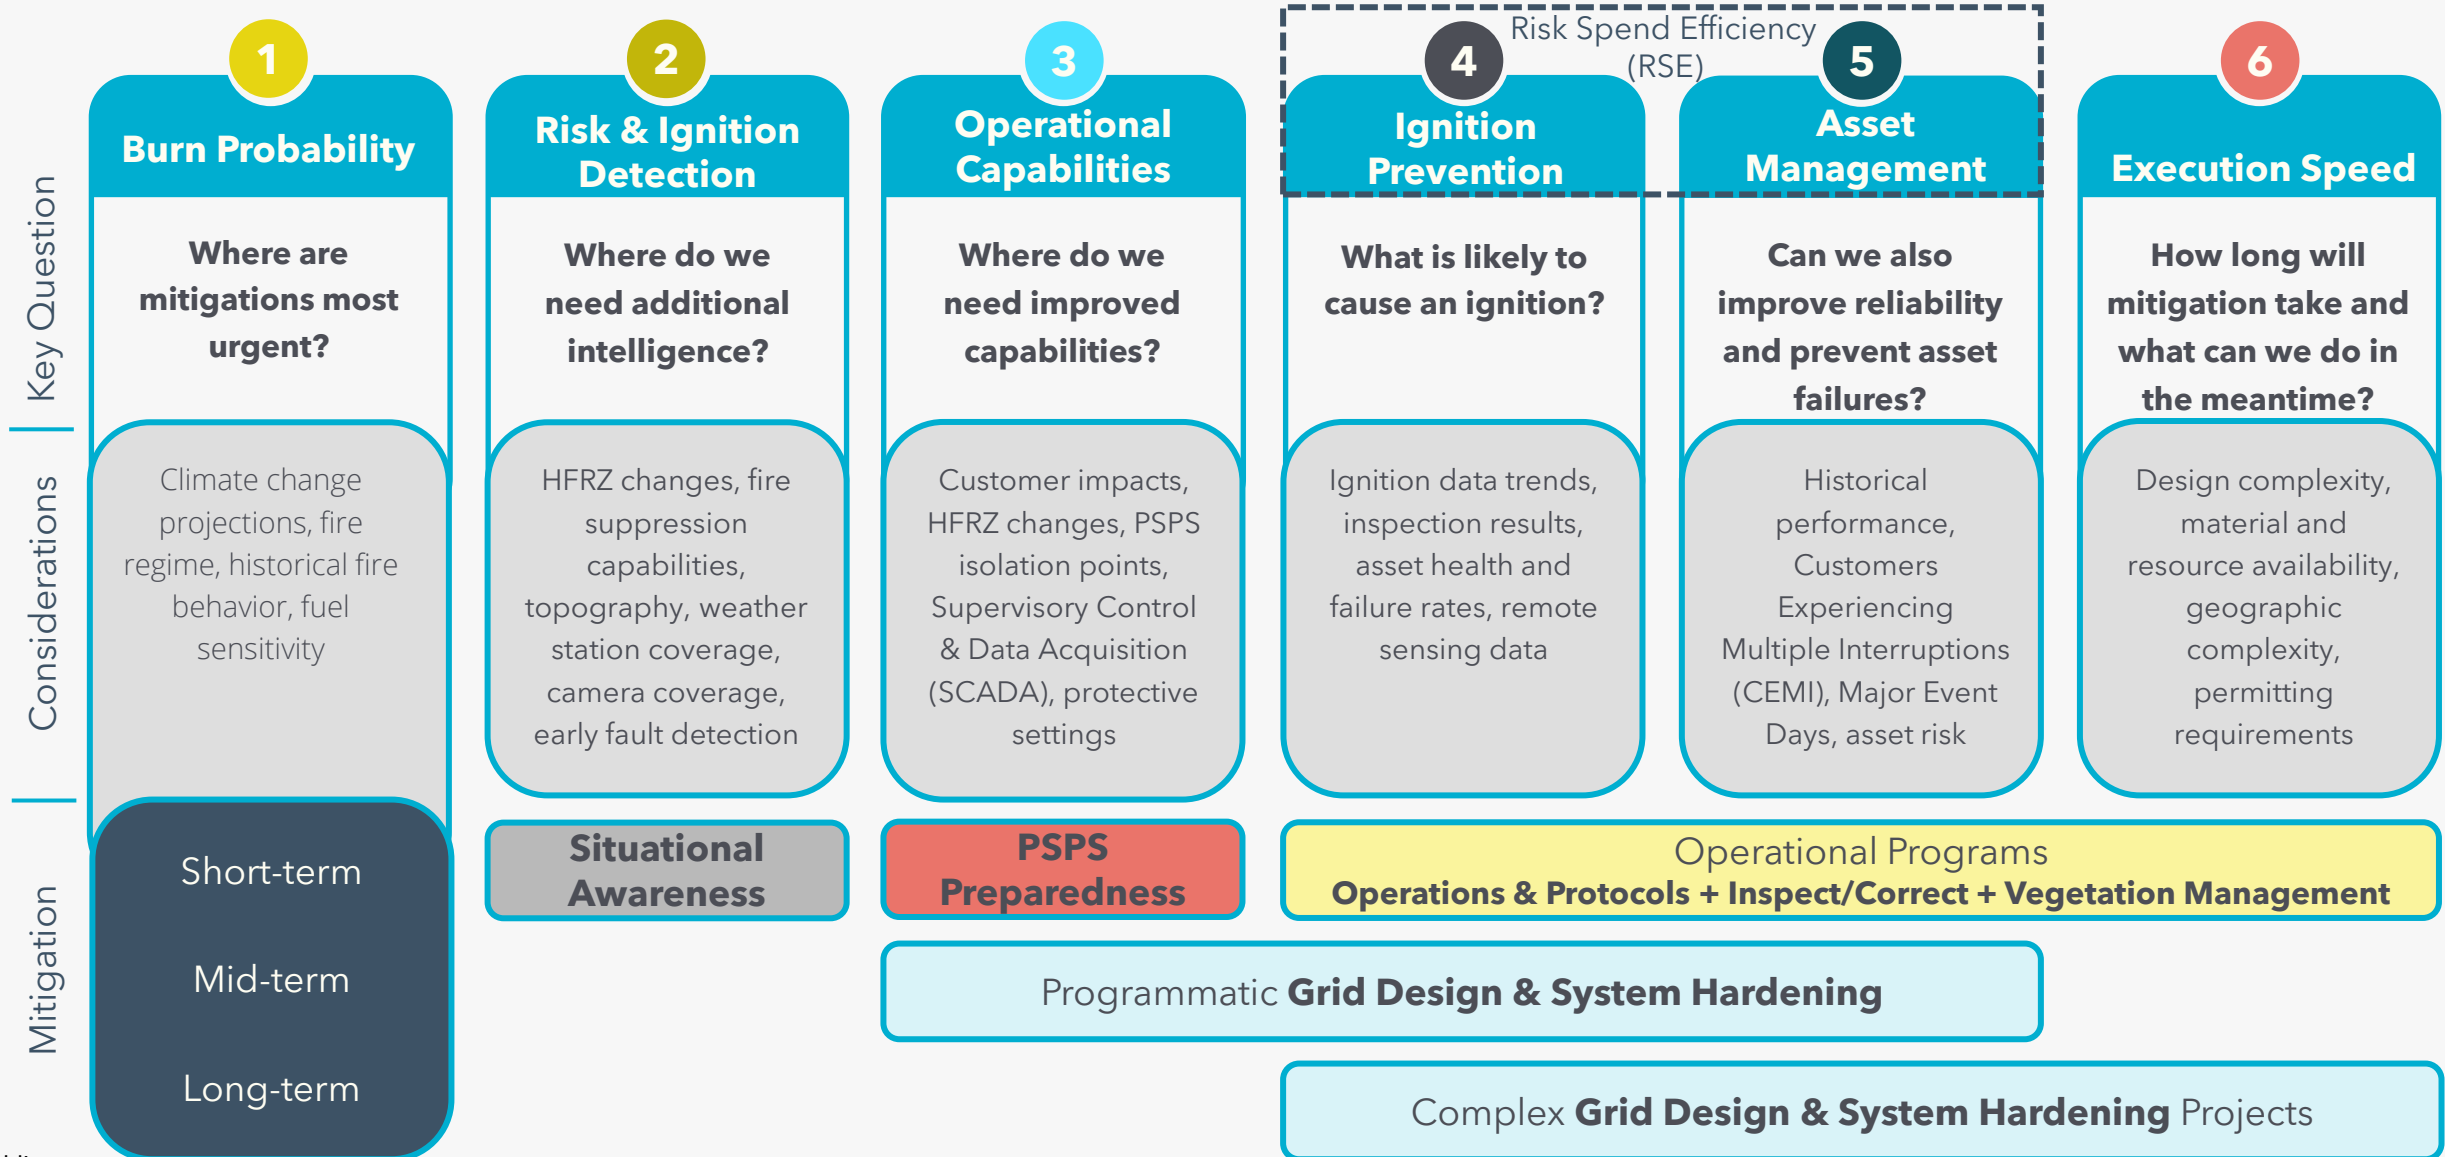 Risk Spend Efficiency
(RSE)
1
2
3
4
5
6
Burn Probability
Risk & Ignition
Detection
Operational
Capabilities
Ignition
Prevention
Asset
Management
Execution Speed
Key Question
Where are
mitigations most
urgent?
Where do we
need additional
intelligence?
Where do we
need improved
capabilities?
What is likely to
cause an ignition?
Can we also
improve reliability
and prevent asset
failures?
How long will
mitigation take and
what can we do in
the meantime?
Considerations
Climate change
projections, fire
regime, historical fire
behavior, fuel
sensitivity
HFRZ changes, fire
suppression
capabilities,
topography, weather
station coverage,
camera coverage,
early fault detection
Customer impacts,
HFRZ changes, PSPS
isolation points,
Supervisory Control
& Data Acquisition
(SCADA), protective
settings
Ignition data trends,
inspection results,
asset health and
failure rates, remote
sensing data
Historical
performance,
Customers
Experiencing
Multiple Interruptions
(CEMI), Major Event
Days, asset risk
Design complexity,
material and
resource availability,
geographic
complexity,
permitting
requirements
Mitigation
Short-term
Mid-term
Long-term
Situational
Awareness
PSPS
Preparedness
Operational Programs
Operations & Protocols + Inspect/Correct + Vegetation Management
Programmatic Grid Design & System Hardening
Complex Grid Design & System Hardening Projects